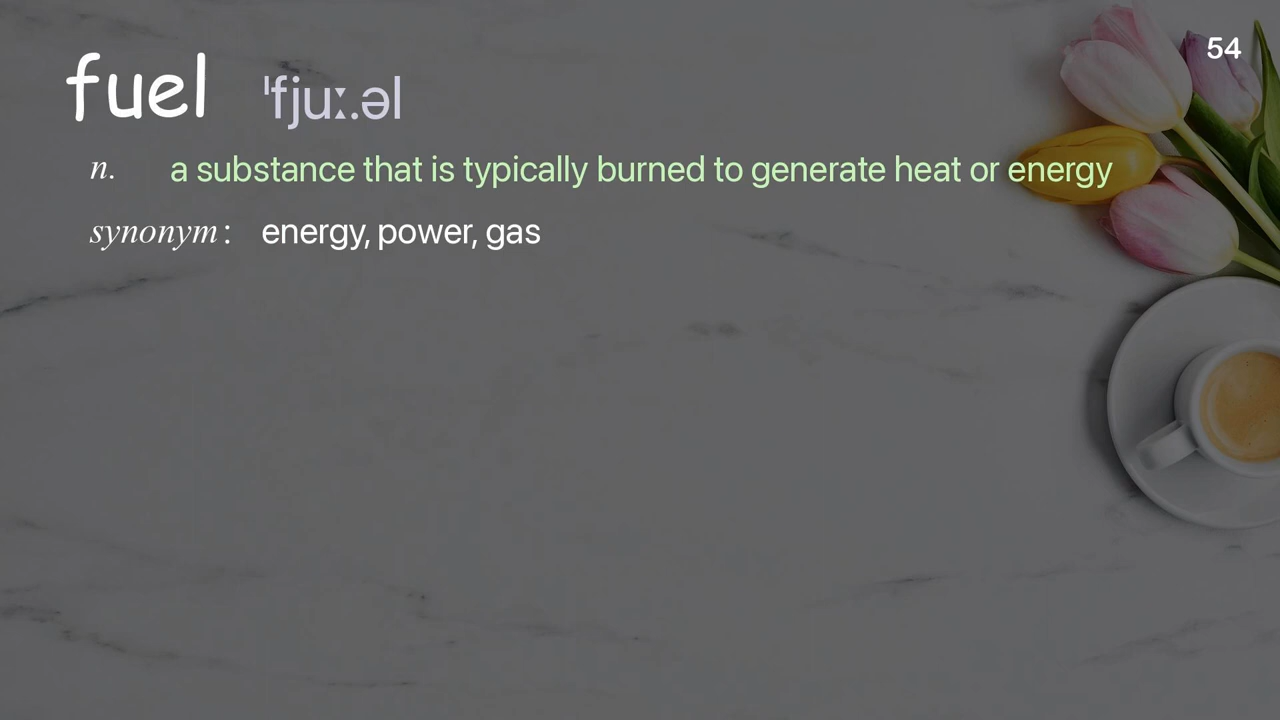 54
fuel ˈfjuː.əl
n. a substance that is typically burned to generate heat or energy
synonym : energy, power, gas